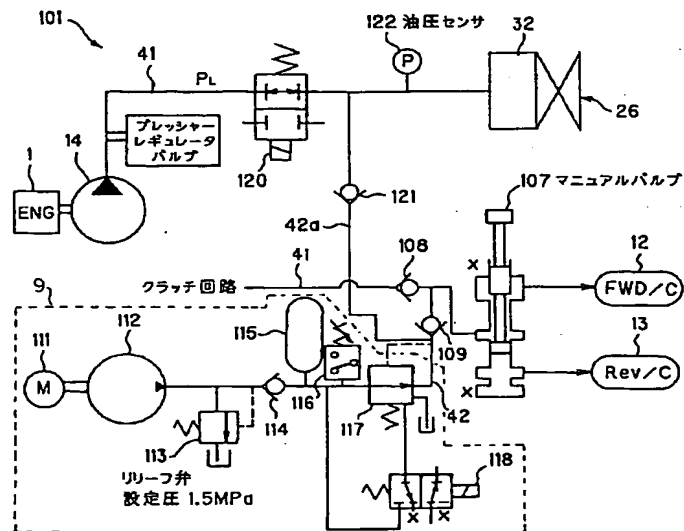 101
41
PL
122 油圧センサ
32
P
プレッシャー
レギュレータ
バルブ
14
1
ENG
120
26
121
42a
107 マニュアルバルブ
41
クラッチ回路
108
X
12
FWD/C
9
112
111
M
115
116
109
13
Rev/C
114
117
42
X
113
リリーフ弁
設定圧 1.5MPa
118
X
X